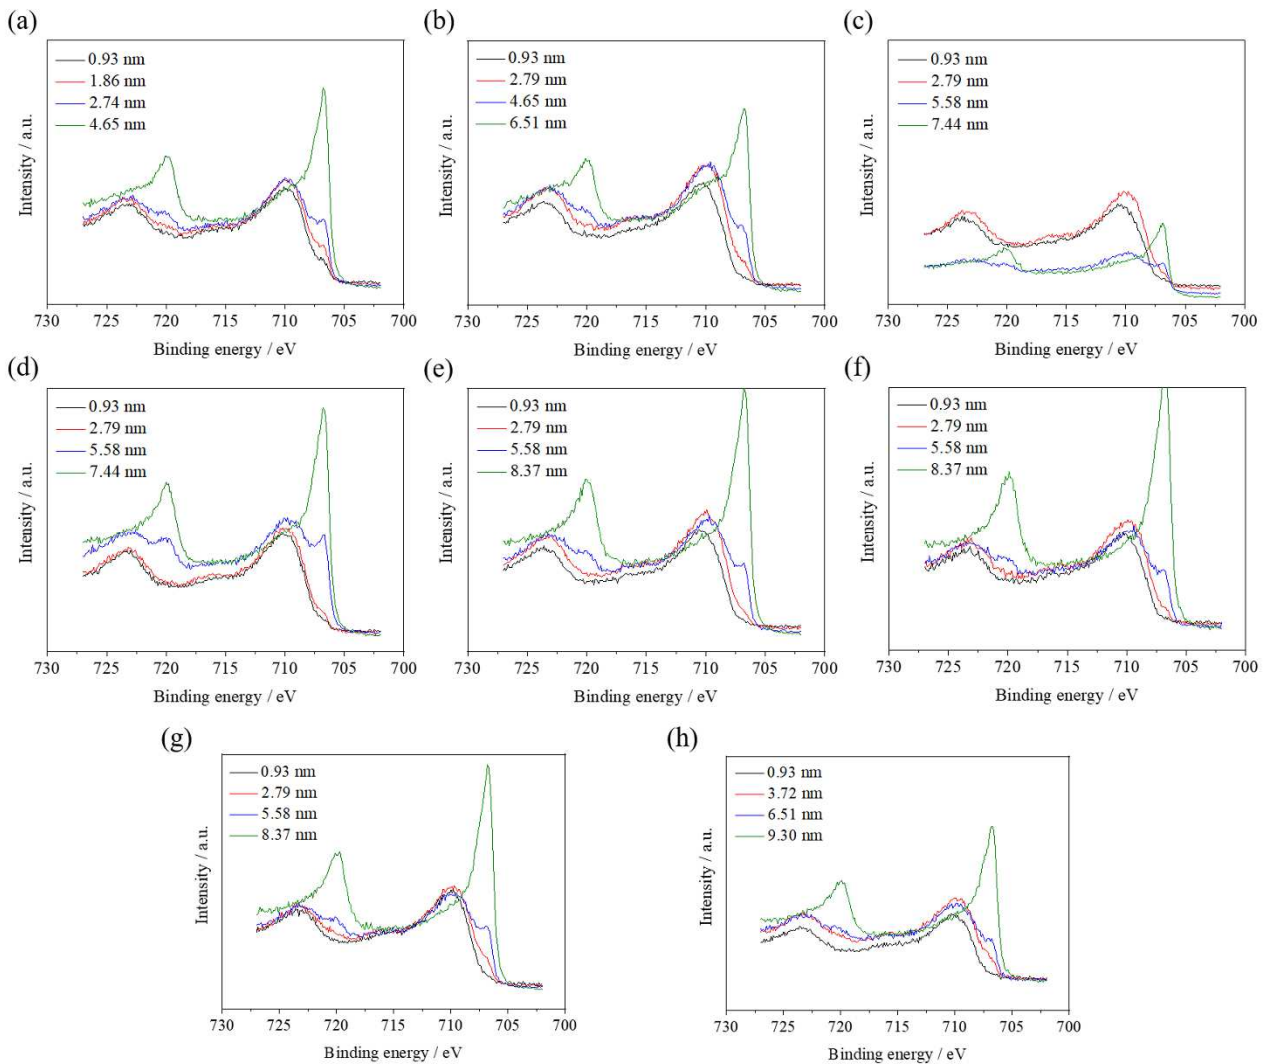 (a)
0.93 nm
1.86 nm
2.74 nm
4.65 nm
Intensity / a.u.
730 725 720 715 710 705 700
Binding energy / eV
(b)
0.93 nm
2.79 nm
4.65 nm
6.51 nm
Intensity / a.u.
730 725 720 715 710 705 700
Binding energy / eV
(c)
0.93 nm
2.79 nm
5.58 nm
7.44 nm
Intensity / a.u.
730 725 720 715 710 705 700
Binding energy / eV
(d)
0.93 nm
2.79 nm
5.58 nm
7.44 nm
Intensity / a.u.
730 725 720 715 710 705 700
Binding energy / eV
(e)
0.93 nm
2.79 nm
5.58 nm
8.37 nm
Intensity / a.u.
730 725 720 715 710 705 700
Binding energy / eV
(f)
0.93 nm
2.79 nm
5.58 nm
8.37 nm
Intensity / a.u.
730 725 720 715 710 705 700
Binding energy / eV
(g)
0.93 nm
2.79 nm
5.58 nm
8.37 nm
Intensity / a.u.
730 725 720 715 710 705 700
Binding energy / eV
(h)
0.93 nm
3.72 nm
6.51 nm
9.30 nm
Intensity / a.u.
730 725 720 715 710 705 700
Binding energy / eV